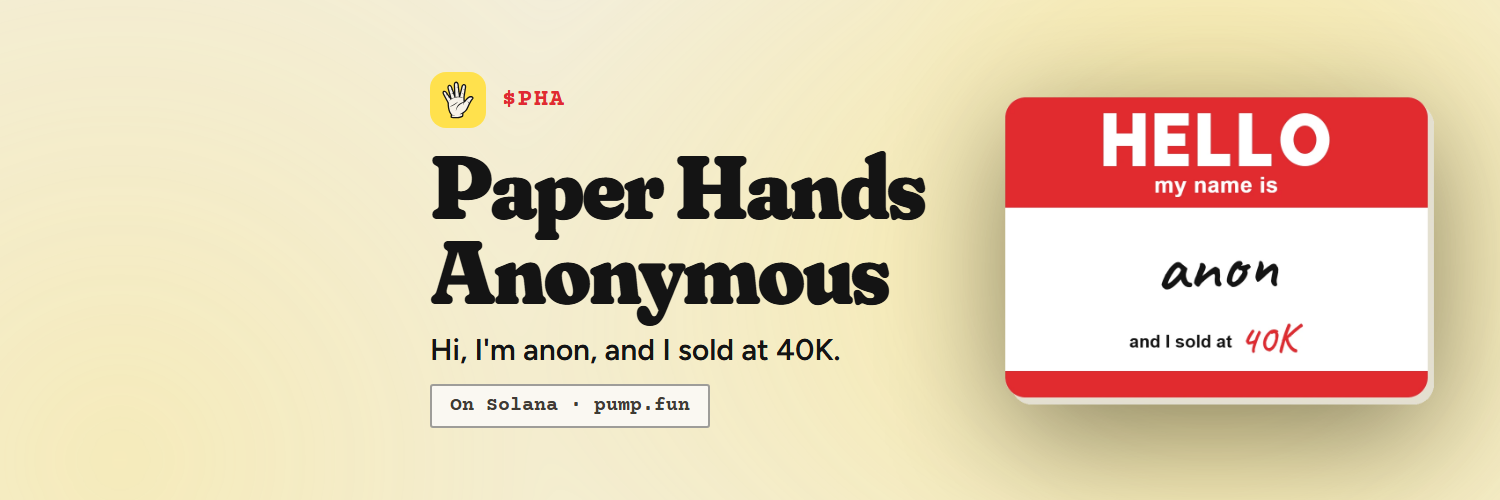 $PHA
Paper Hands
Anonymous
Hi, I'm anon, and I sold at 40K.
On Solana · pump.fun
HELLO
my name is
anon
and I sold at 40K